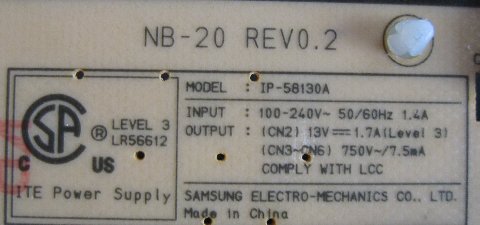 NB-20 REV0.2
MODEL : IP-58130A
INPUT : 100-240V~ 50/60Hz 1.4A
OUTPUT : (CN2) 13V⎓1.7A(Level 3)
(CN3~CN6) 750V~/7.5mA
COMPLY WITH LCC
SAMSUNG ELECTRO-MECHANICS CO., LTD.
Made in China
CSA
®
LEVEL 3
LR56612
C US
ITE Power Supply